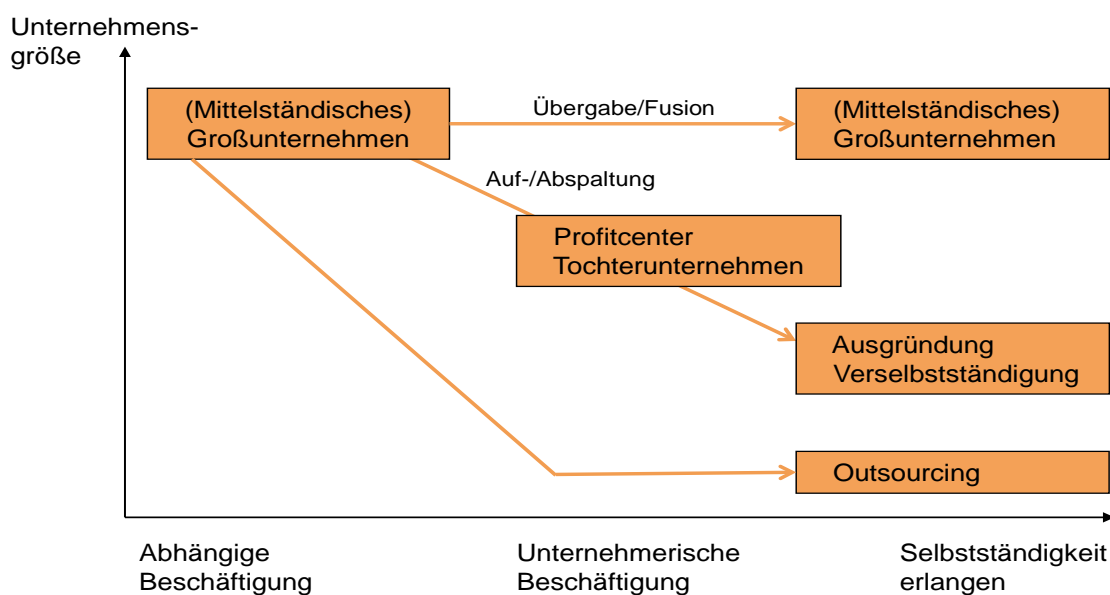 Unternehmens-
größe
(Mittelständisches)
Großunternehmen
Übergabe/Fusion
(Mittelständisches)
Großunternehmen
Auf-/Abspaltung
Profitcenter
Tochterunternehmen
Ausgründung
Verselbstständigung
Outsourcing
Abhängige
Beschäftigung
Unternehmerische
Beschäftigung
Selbstständigkeit
erlangen